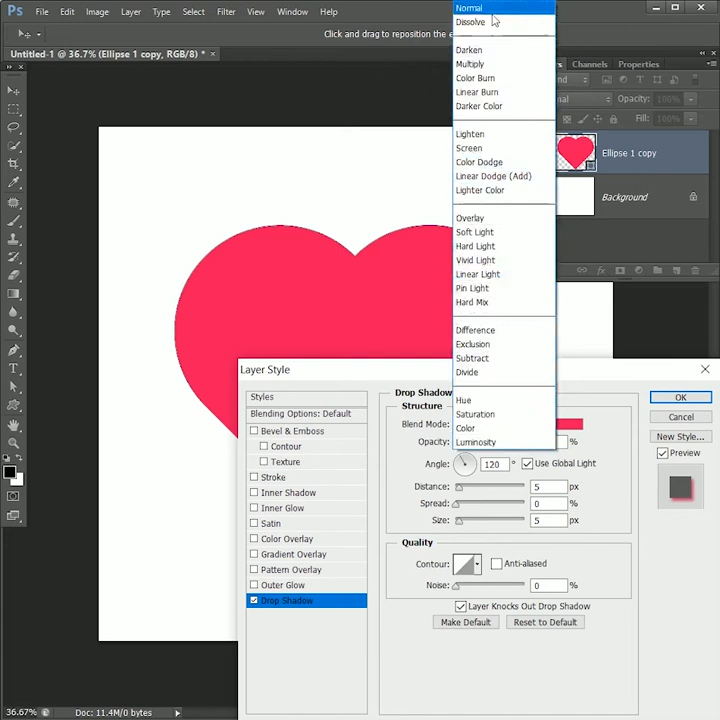 Ps File Edit Image Layer Type Select Filter View Window Help
Click and drag to reposition the
Untitled-1 @ 36.7% (Ellipse 1 copy, RGB/8) * ×
Channels Properties
Opacity: 100%
Fill: 100%
Ellipse 1 copy
Background
fx
Normal
Dissolve
Darken
Multiply
Color Burn
Linear Burn
Darker Color
Lighten
Screen
Color Dodge
Linear Dodge (Add)
Lighter Color
Overlay
Soft Light
Hard Light
Vivid Light
Linear Light
Pin Light
Hard Mix
Difference
Exclusion
Subtract
Divide
Hue
Saturation
Color
Luminosity
Layer Style
Styles
Blending Options: Default
Bevel & Emboss
Contour
Texture
Stroke
Inner Shadow
Inner Glow
Satin
Color Overlay
Gradient Overlay
Pattern Overlay
Outer Glow
Drop Shadow
Drop Shadow
Structure
Blend Mode:
Opacity: %
Angle: 120 ° Use Global Light
Distance: 5 px
Spread: 0 %
Size: 5 px
Quality
Contour: Anti-aliased
Noise: 0 %
Layer Knocks Out Drop Shadow
Make Default Reset to Default
OK
Cancel
New Style...
Preview
36.67% Doc: 11.4M/0 bytes